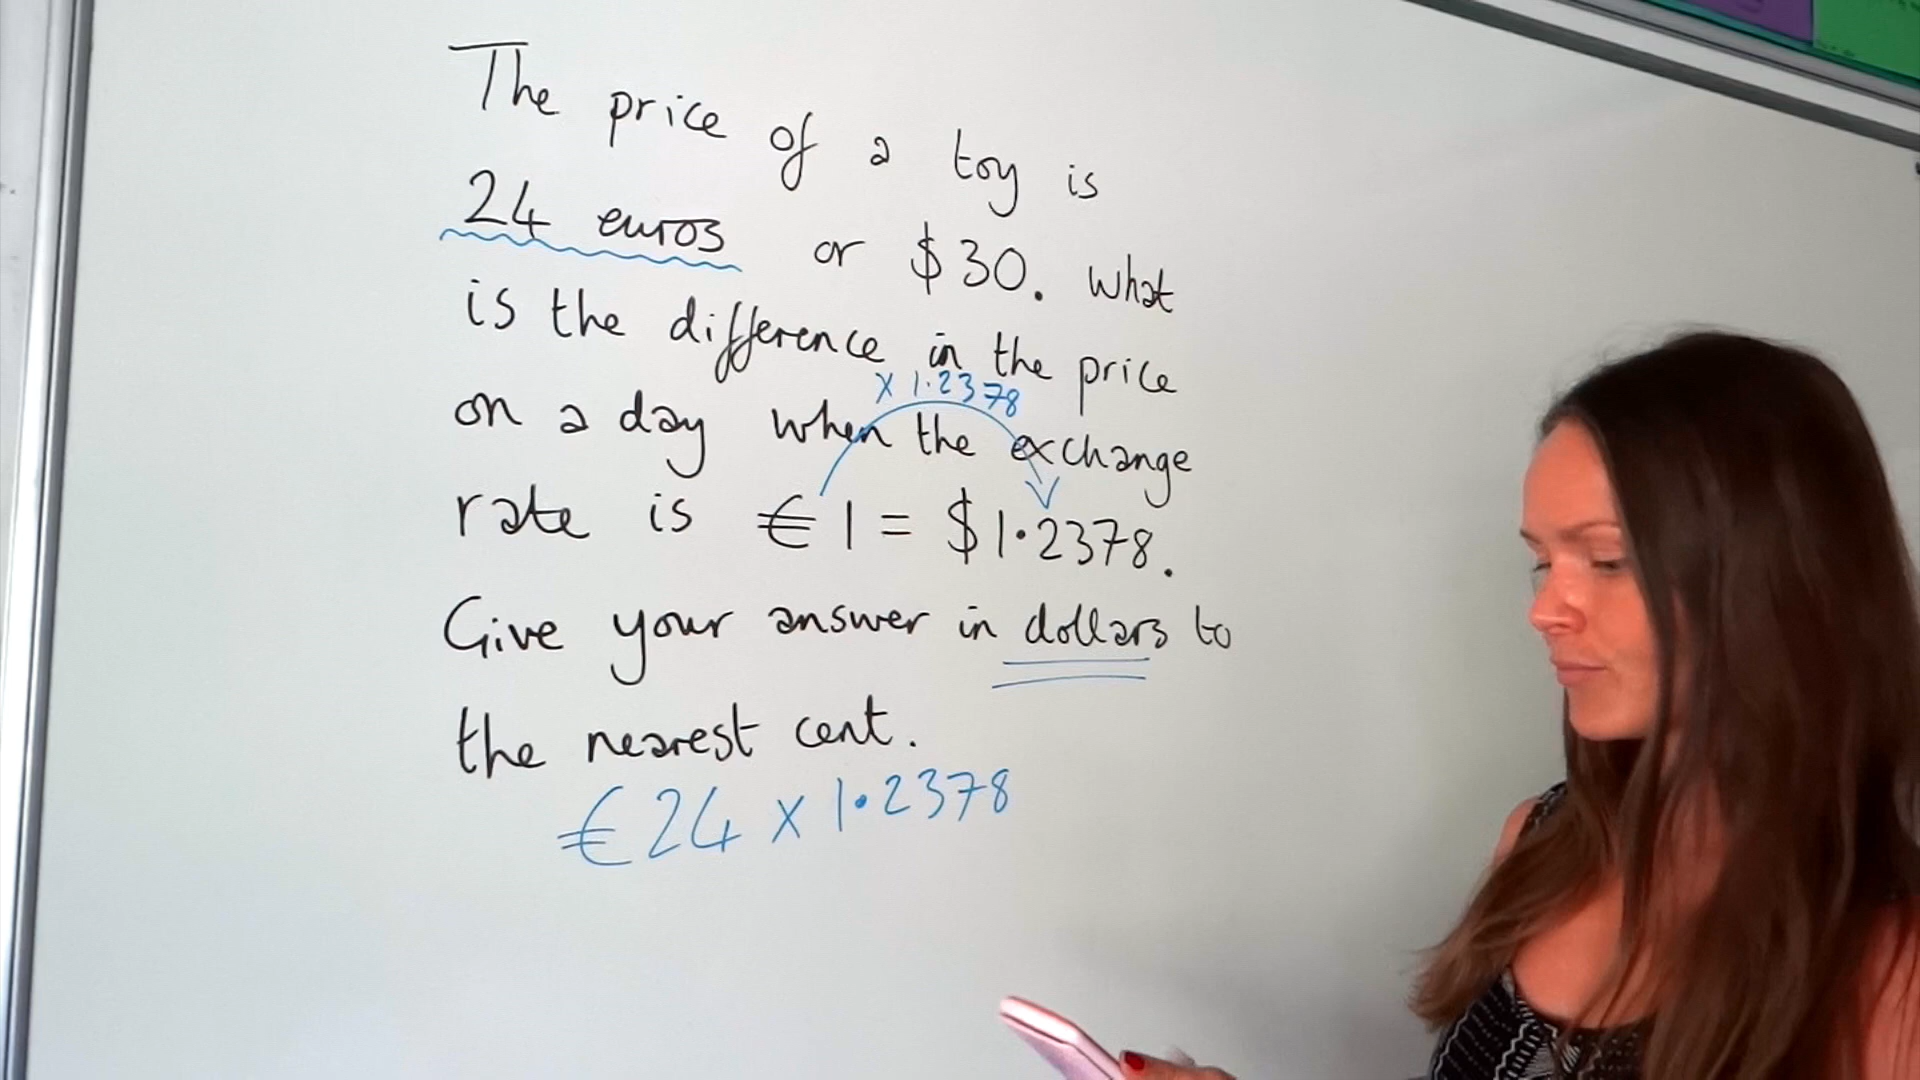 The price of a toy is
24 euros or $30. What
is the difference in the price
x 1.2378
on a day when the exchange
rate is €1 = $1.2378.
Give your answer in dollars to
the nearest cent.
€24 x 1.2378